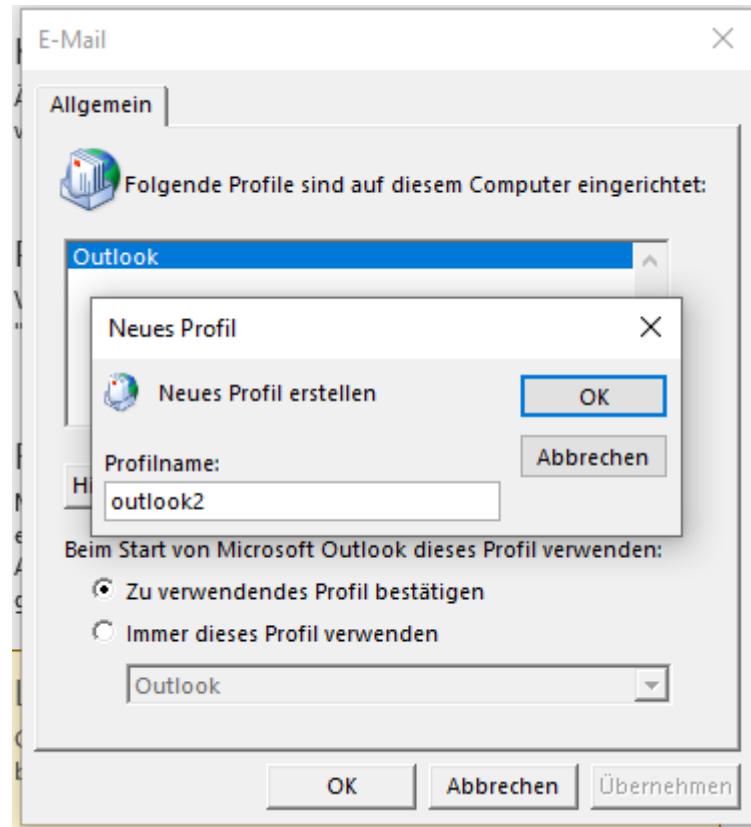 E-Mail
Allgemein
Folgende Profile sind auf diesem Computer eingerichtet:
Outlook
Neues Profil
Neues Profil erstellen
OK
Abbrechen
Profilname:
outlook2
Beim Start von Microsoft Outlook dieses Profil verwenden:
Zu verwendendes Profil bestätigen
Immer dieses Profil verwenden
Outlook
OK
Abbrechen
Übernehmen